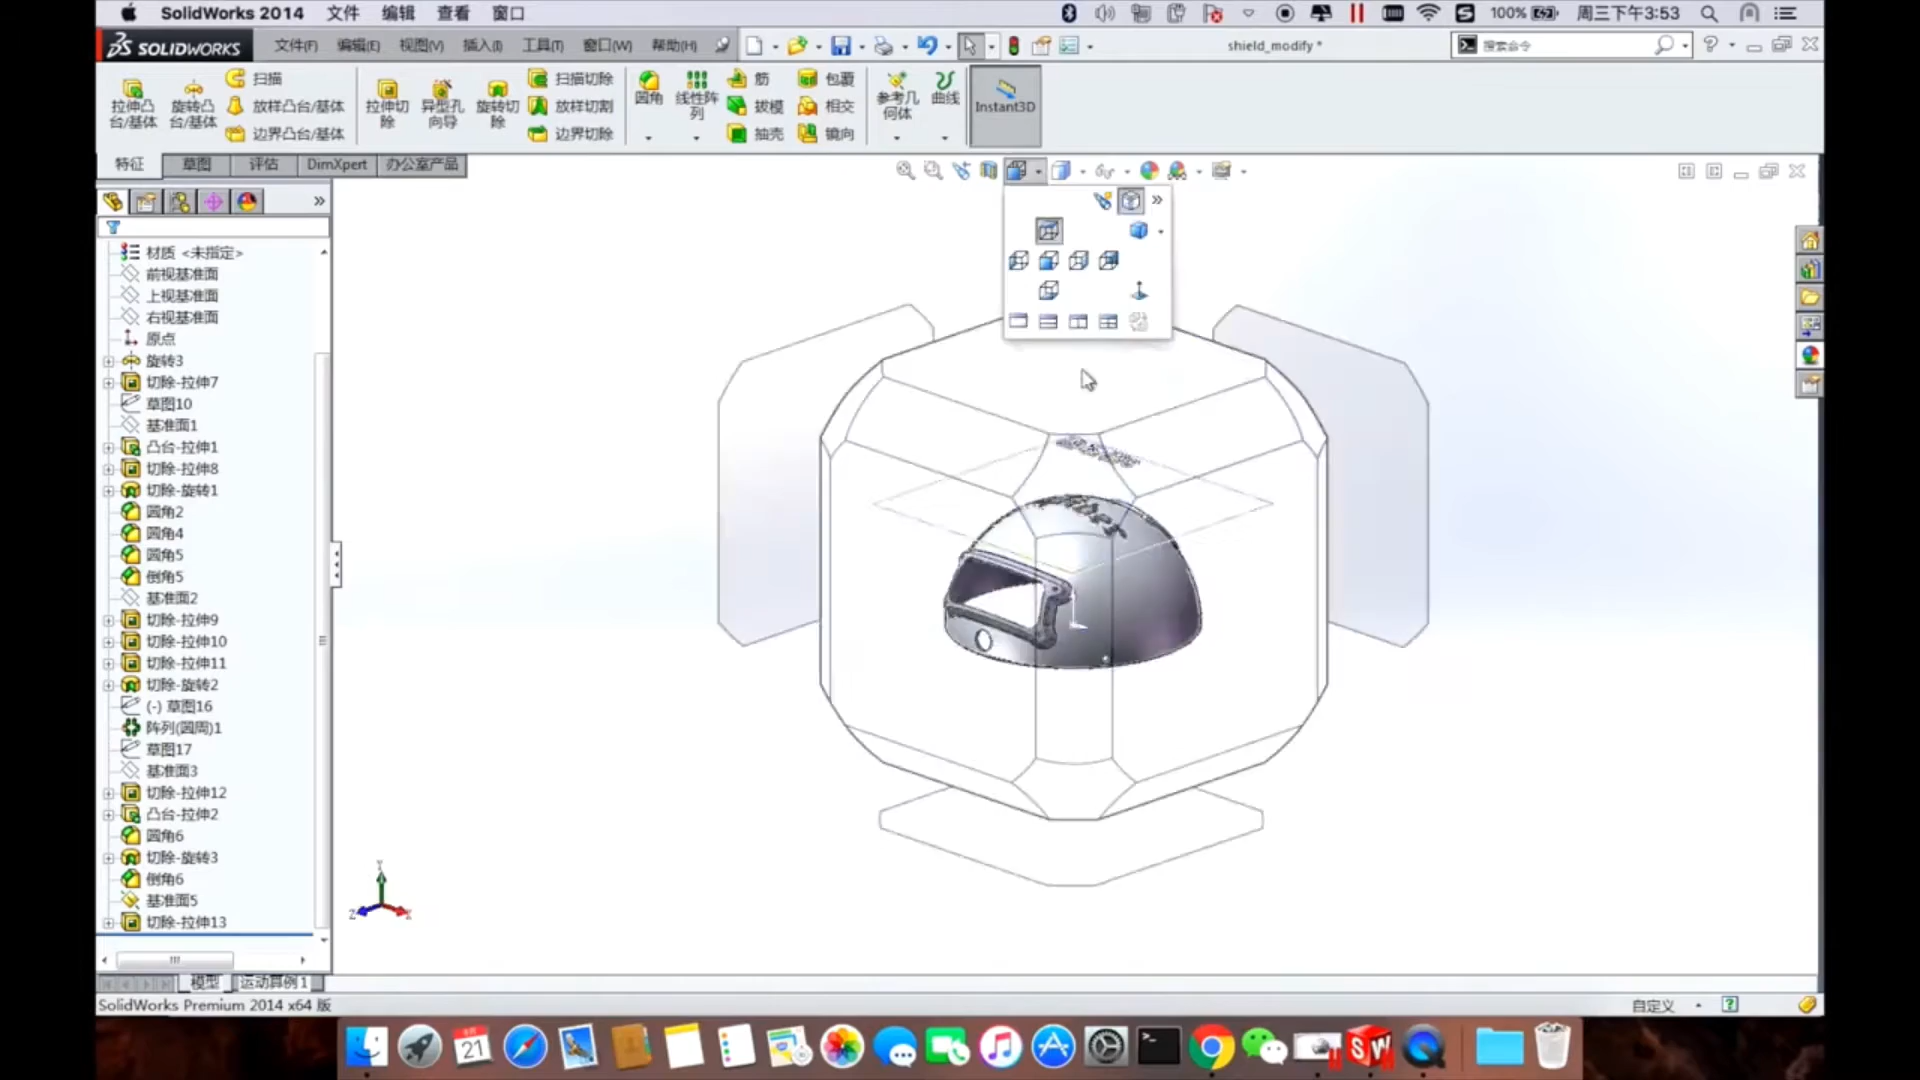 SolidWorks 2014 文件 编辑 查看 窗口 100% 周三下午3:53
SOLIDWORKS 文件(F) 编辑(E) 视图(V) 插入(I) 工具(T) 窗口(W) 帮助(H) shield_modify * 搜索命令
拉伸凸台/基体 旋转凸台/基体 扫描 放样凸台/基体 边界凸台/基体 拉伸切除 异型孔向导 旋转切除 扫描切除 放样切割 边界切除 圆角 线性阵列 筋 拔模 抽壳 包覆 相交 镜向 参考几何体 曲线 Instant3D
特征 草图 评估 DimXpert 办公室产品
材质 <未指定>
前视基准面
上视基准面
右视基准面
原点
旋转3
切除-拉伸7
草图10
基准面1
凸台-拉伸1
切除-拉伸8
切除-旋转1
圆角2
圆角4
圆角5
倒角5
基准面2
切除-拉伸9
切除-拉伸10
切除-拉伸11
切除-旋转2
(-) 草图16
阵列(圆周)1
草图17
基准面3
切除-拉伸12
凸台-拉伸2
圆角6
切除-旋转3
倒角6
基准面5
切除-拉伸13
模型 运动算例1
SolidWorks Premium 2014 x64 版 自定义
21